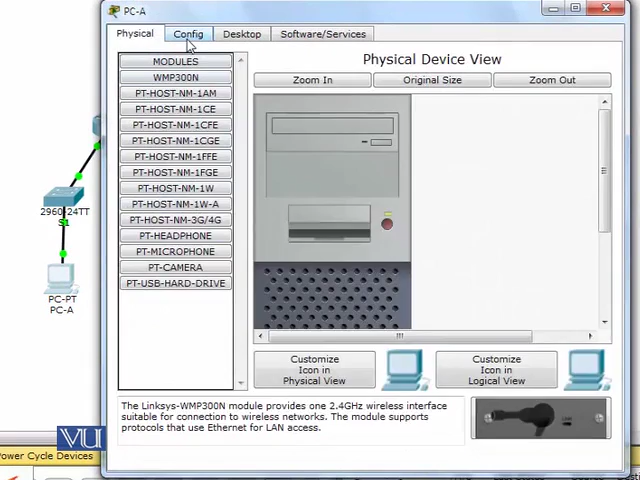 PC-A
Physical
Config
Desktop
Software/Services
MODULES
WMP300N
PT-HOST-NM-1AM
PT-HOST-NM-1CE
PT-HOST-NM-1CFE
PT-HOST-NM-1CGE
PT-HOST-NM-1FFE
PT-HOST-NM-1FGE
PT-HOST-NM-1W
PT-HOST-NM-1W-A
PT-HOST-NM-3G/4G
PT-HEADPHONE
PT-MICROPHONE
PT-CAMERA
PT-USB-HARD-DRIVE
Physical Device View
Zoom In
Original Size
Zoom Out
Customize
Icon in
Physical View
Customize
Icon in
Logical View
The Linksys-WMP300N module provides one 2.4GHz wireless interface
suitable for connection to wireless networks. The module supports
protocols that use Ethernet for LAN access.
2960-24TT
S1
PC-PT
PC-A
VU
Power Cycle Devices